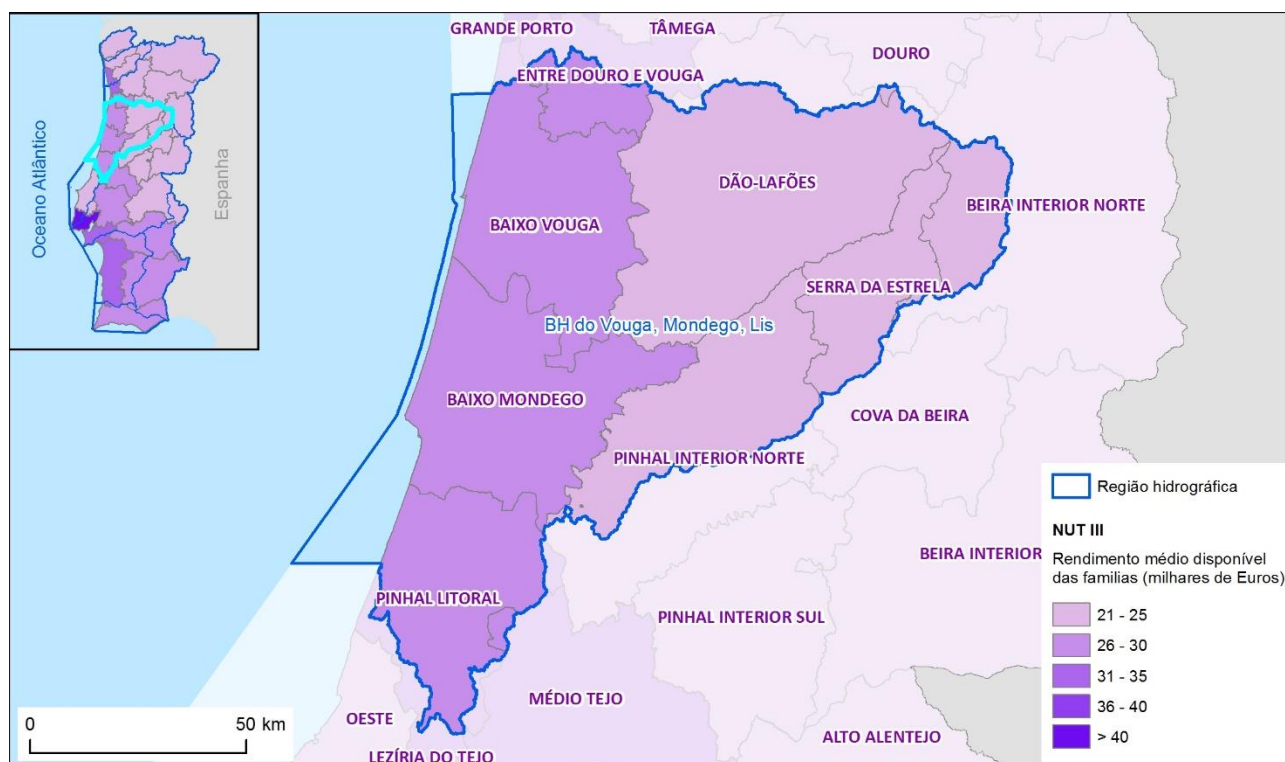 GRANDE PORTO
TÂMEGA
DOURO
ENTRE DOURO E VOUGA
Oceano Atlântico
Espanha
DÃO-LAFÕES
BEIRA INTERIOR NORTE
BAIXO VOUGA
SERRA DA ESTRELA
BH do Vouga, Mondego, Lis
BAIXO MONDEGO
COVA DA BEIRA
PINHAL INTERIOR NORTE
BEIRA INTERIOR
PINHAL LITORAL
PINHAL INTERIOR SUL
MÉDIO TEJO
OESTE
LEZÍRIA DO TEJO
ALTO ALENTEJO
0 50 km
Região hidrográfica
NUT III
Rendimento médio disponível
das familias (milhares de Euros)
21 - 25
26 - 30
31 - 35
36 - 40
> 40